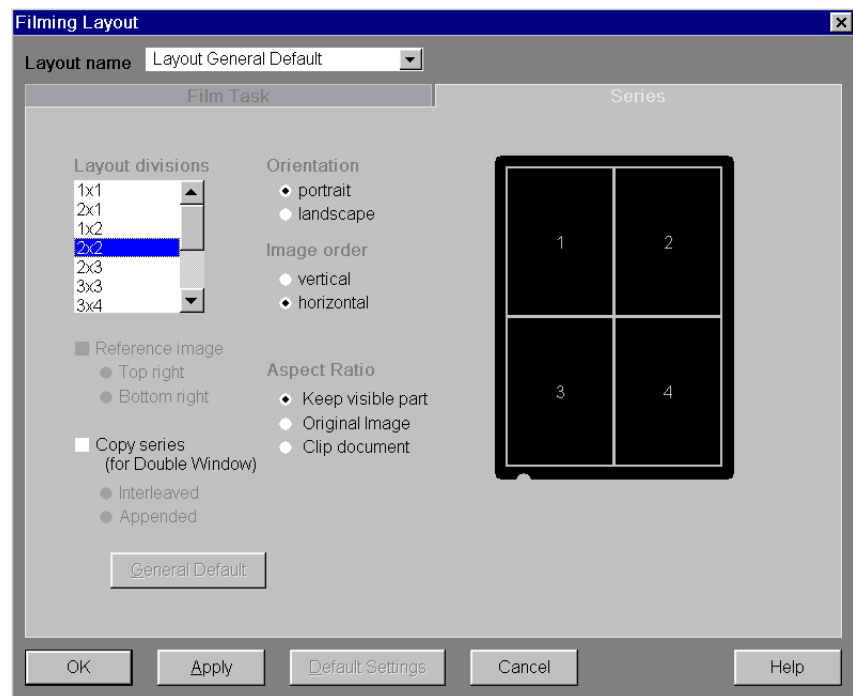 Filming Layout
Layout name Layout General Default
Film Task Series
Layout divisions
1x1
2x1
1x2
2x2
2x3
3x3
3x4
Reference image
Top right
Bottom right
Copy series
(for Double Window)
Interleaved
Appended
General Default
Orientation
portrait
landscape
Image order
vertical
horizontal
Aspect Ratio
Keep visible part
Original Image
Clip document
1 2
3 4
OK Apply Default Settings Cancel Help